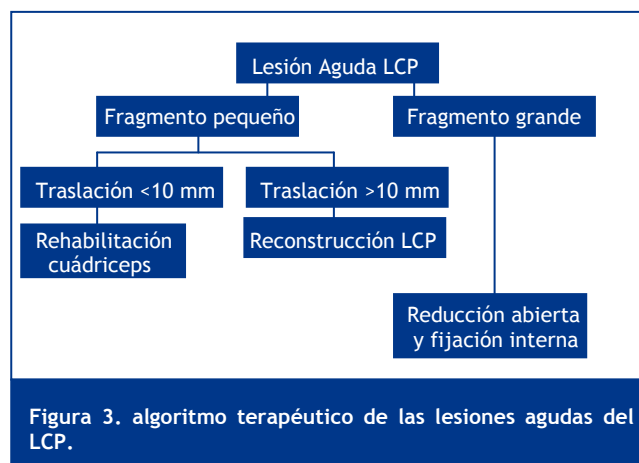 Lesión Aguda LCP
Fragmento pequeño
Fragmento grande
Traslación <10 mm
Traslación >10 mm
Rehabilitación
cuádriceps
Reconstrucción LCP
Reducción abierta
y fijación interna
Figura 3. algoritmo terapéutico de las lesiones agudas del
LCP.